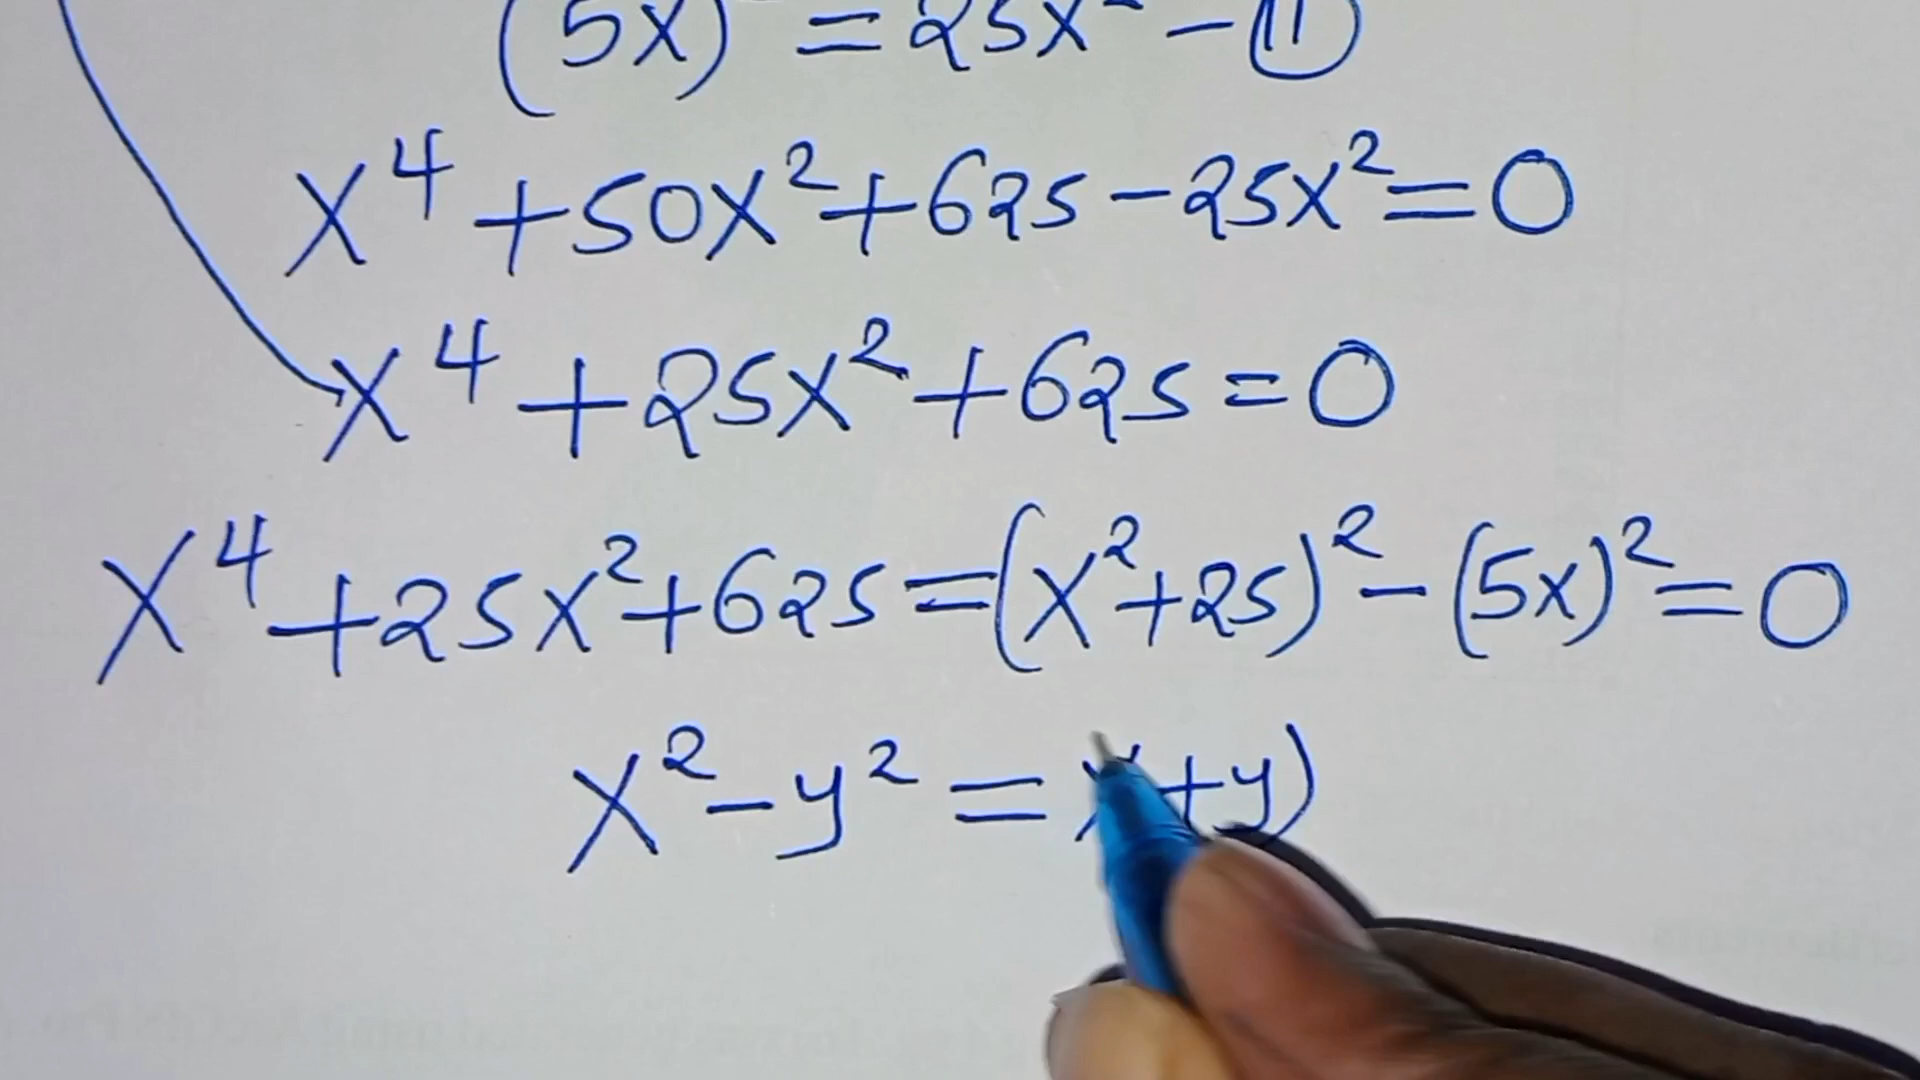 (5x)² = 25x² - ⑪
x⁴ + 50x² + 625 - 25x² = 0
x⁴ + 25x² + 625 = 0
x⁴ + 25x² + 625 = (x² + 25)² - (5x)² = 0
x² - y² = x + y)